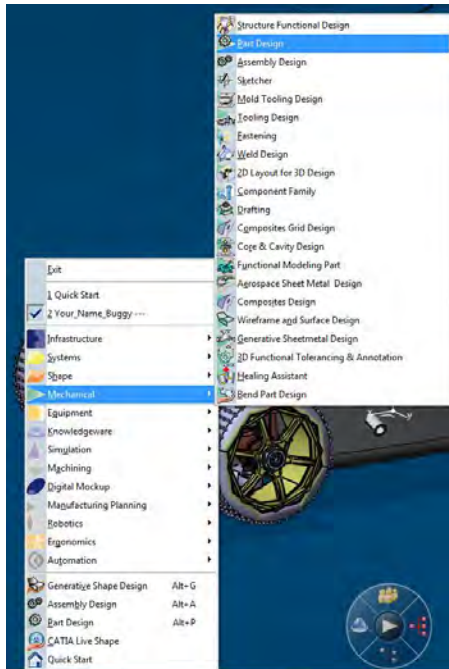 Structure Functional Design
Part Design
Assembly Design
Sketcher
Mold Tooling Design
Tooling Design
Fastening
Weld Design
2D Layout for 3D Design
Component Family
Drafting
Composites Grid Design
Core & Cavity Design
Functional Modeling Part
Aerospace Sheet Metal Design
Composites Design
Wireframe and Surface Design
Generative Sheetmetal Design
3D Functional Tolerancing & Annotation
Healing Assistant
Bend Part Design
Exit
1 Quick Start
2 Your_Name_Buggy ---
Infrastructure
Systems
Shape
Mechanical
Equipment
Knowledgeware
Simulation
Machining
Digital Mockup
Manufacturing Planning
Robotics
Ergonomics
Automation
Generative Shape Design Alt+G
Assembly Design Alt+A
Part Design Alt+P
CATIA Live Shape
Quick Start